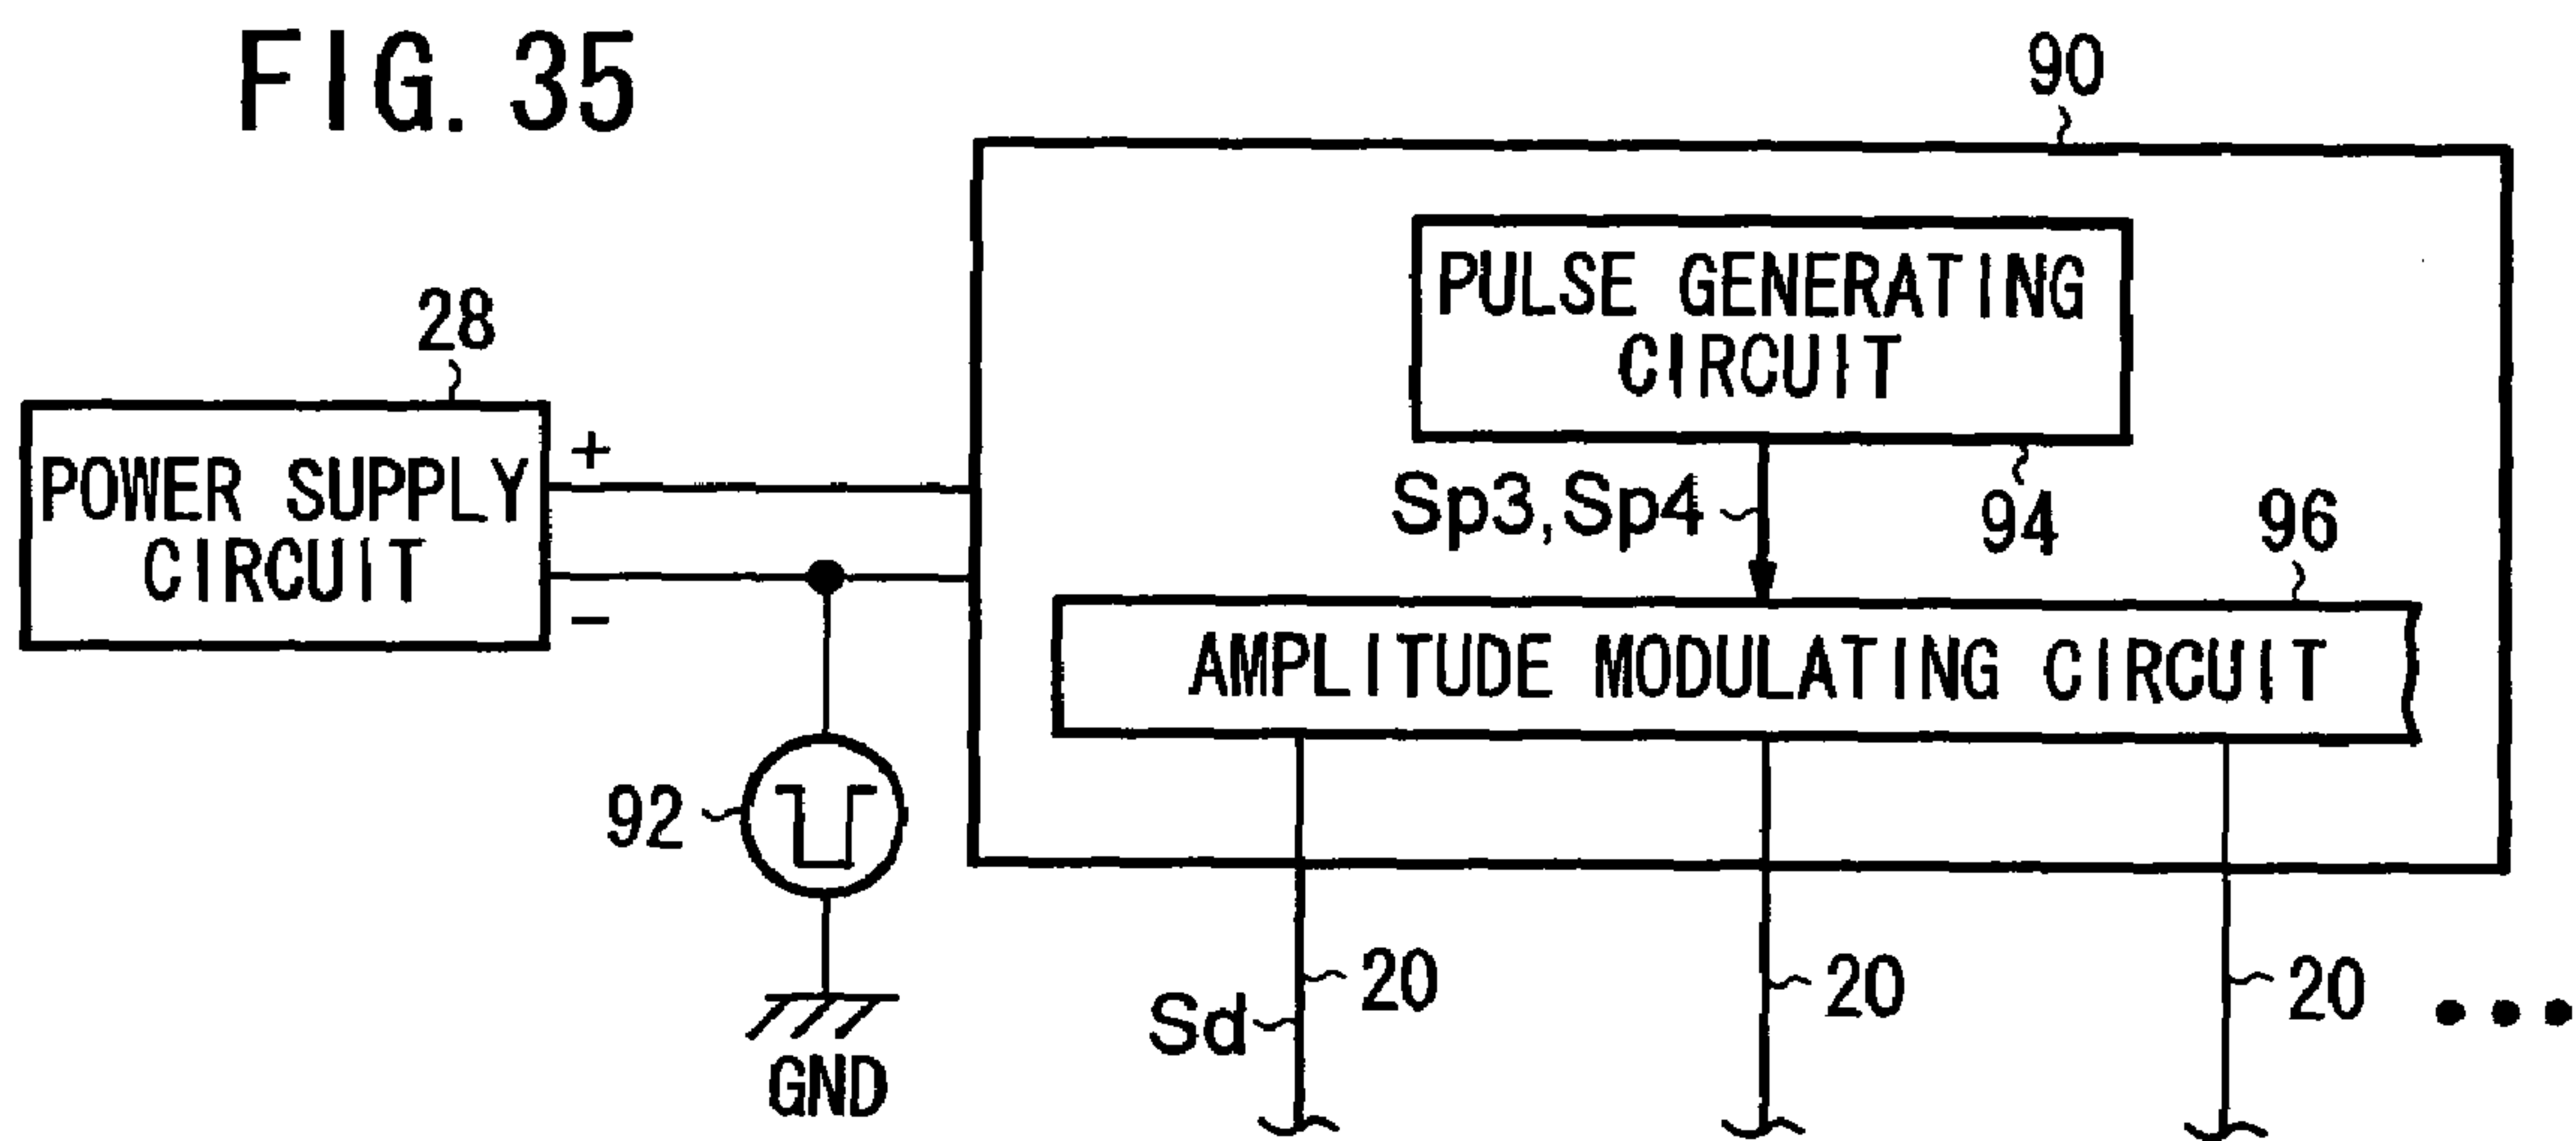 FIG. 35
90
PULSE GENERATING
CIRCUIT
28
+
POWER SUPPLY
CIRCUIT
−
Sp3, Sp4
94
96
AMPLITUDE MODULATING CIRCUIT
92
20
20
20
Sd
GND